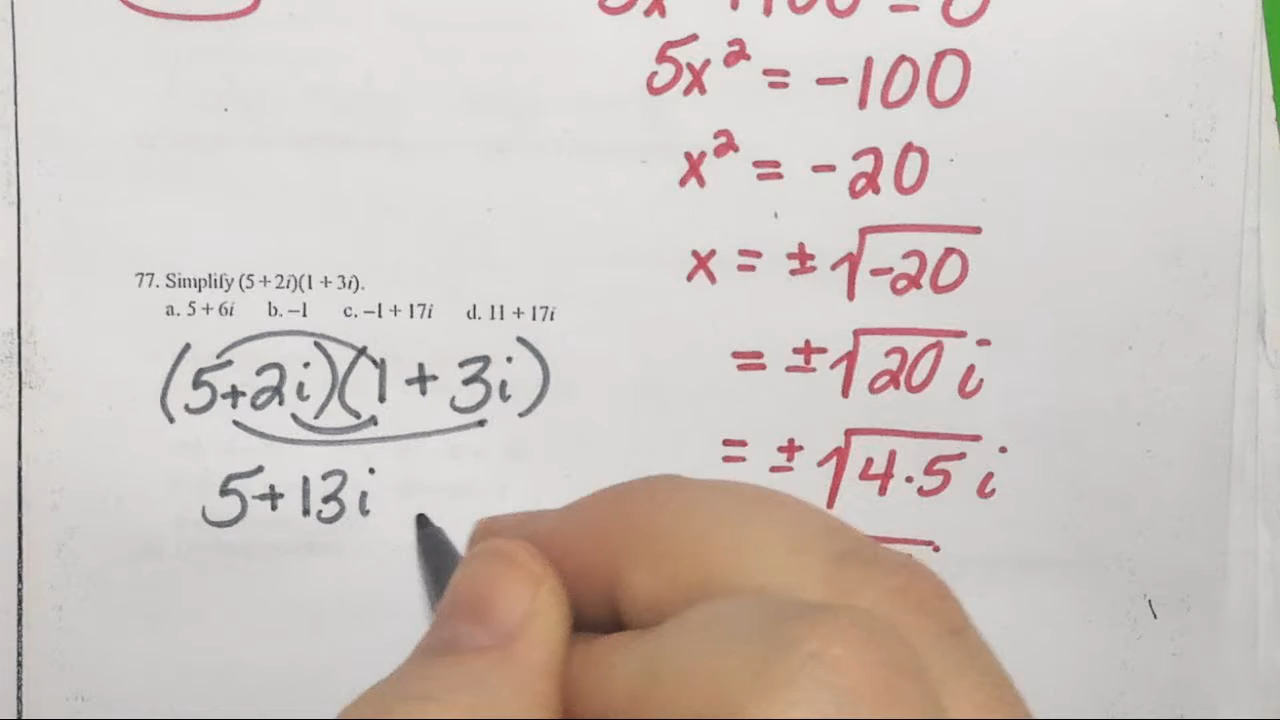 5x² = -100
x² = -20
x = ±√-20
77. Simplify (5 + 2i)(1 + 3i).
a. 5 + 6i b. -1 c. -1 + 17i d. 11 + 17i
= ±√20 i
(5+2i)(1 + 3i)
= ±√4·5 i
5+13i